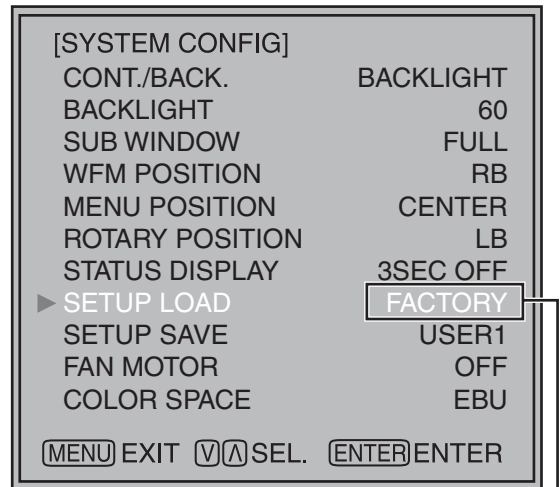 [SYSTEM CONFIG]
CONT./BACK. BACKLIGHT
BACKLIGHT 60
SUB WINDOW FULL
WFM POSITION RB
MENU POSITION CENTER
ROTARY POSITION LB
STATUS DISPLAY 3SEC OFF
SETUP LOAD FACTORY
SETUP SAVE USER1
FAN MOTOR OFF
COLOR SPACE EBU
MENU EXIT V Λ SEL. ENTER ENTER